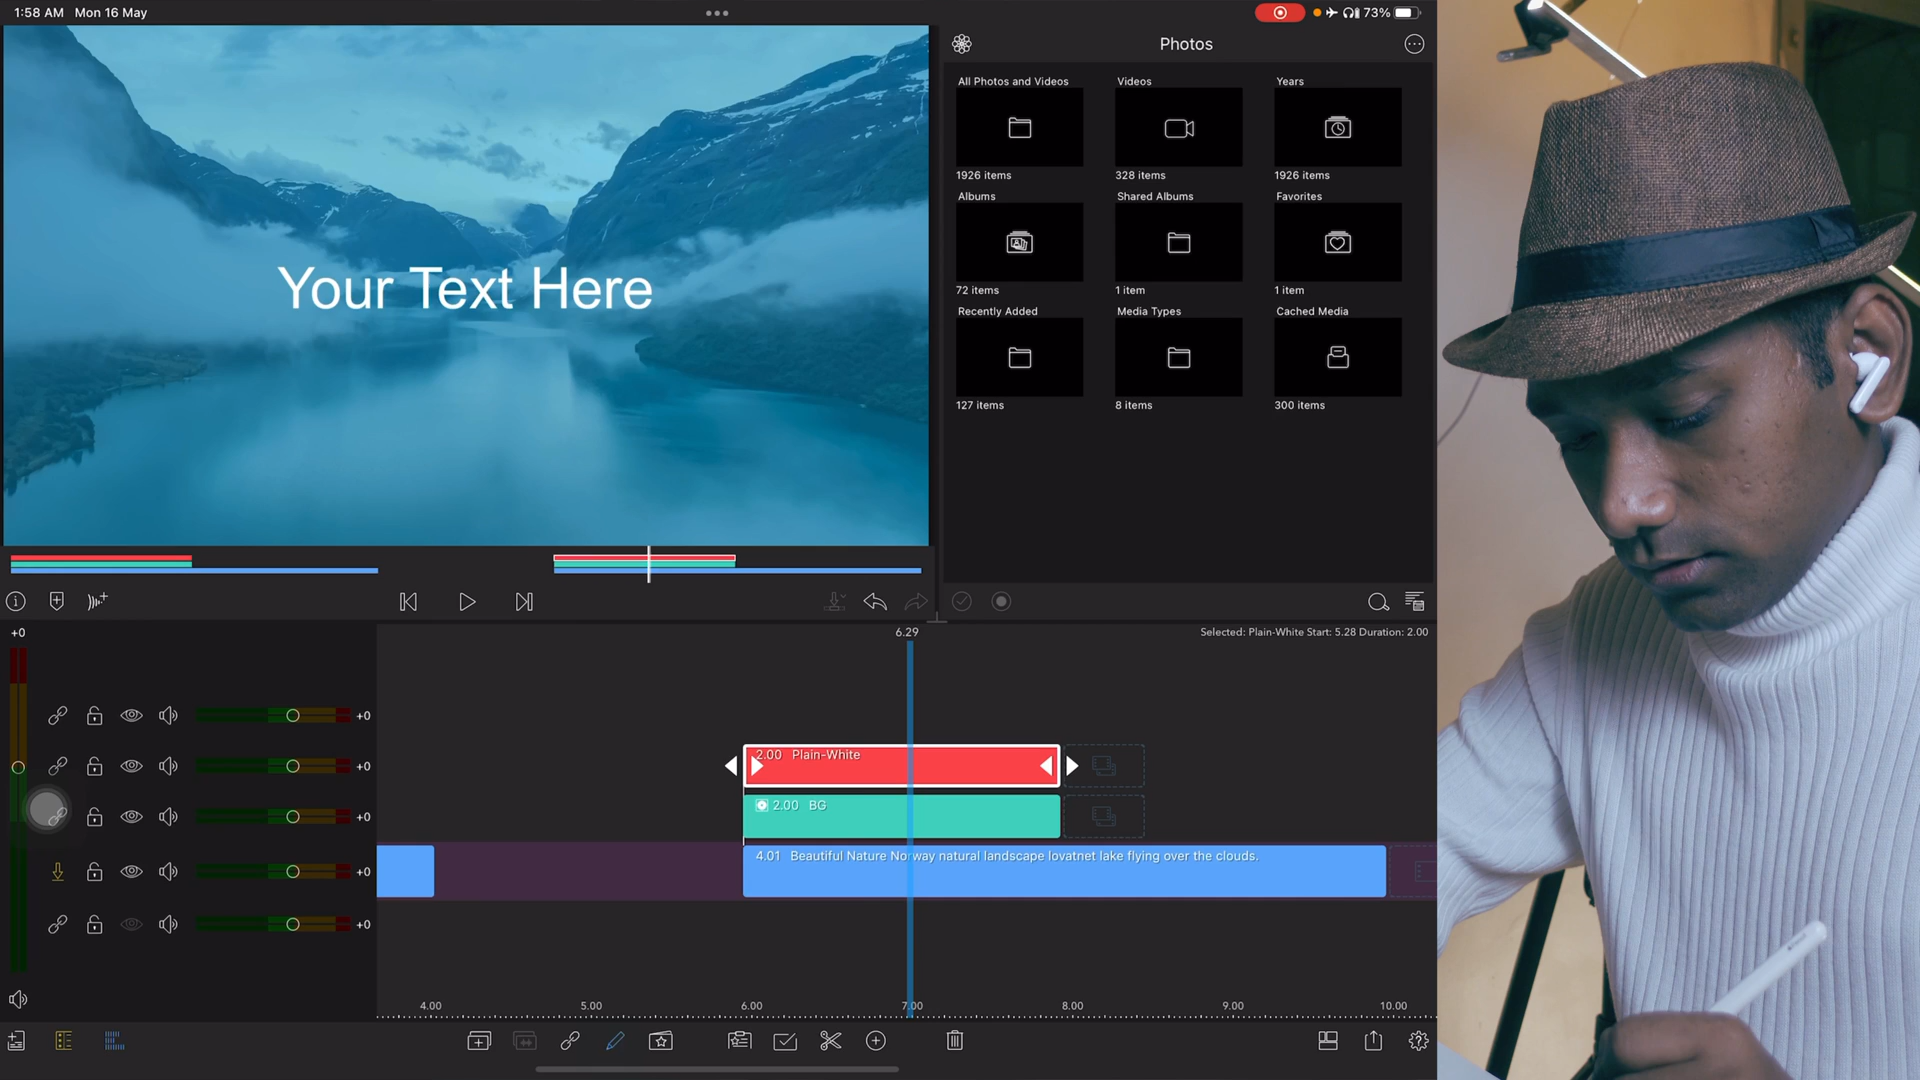 1:58 AM Mon 16 May
73%
Photos
All Photos and Videos
Videos
Years
1926 items
328 items
1926 items
Albums
Shared Albums
Favorites
72 items
1 item
1 item
Recently Added
Media Types
Cached Media
127 items
8 items
300 items
Your Text Here
+0
6.29
Selected: Plain-White Start: 5.28 Duration: 2.00
+0
2.00 Plain-White
+0
2.00 BG
+0
4.01 Beautiful Nature Norway natural landscape lovatnet lake flying over the clouds.
+0
+0
4.00
5.00
6.00
7.00
8.00
9.00
10.00